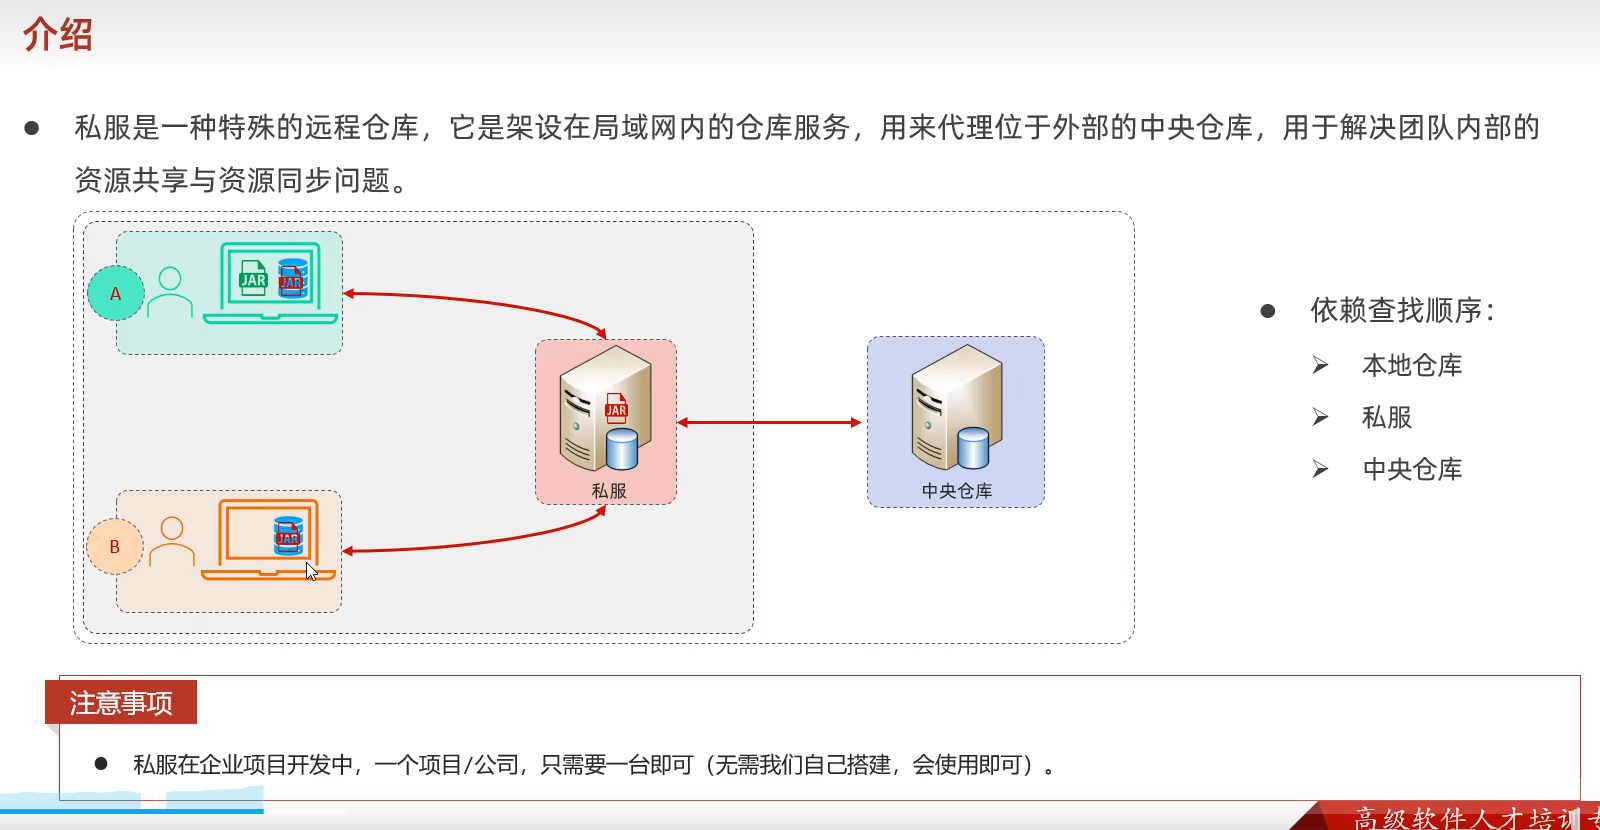 介绍
私服是一种特殊的远程仓库，它是架设在局域网内的仓库服务，用来代理位于外部的中央仓库，用于解决团队内部的
资源共享与资源同步问题。
A
JAR
JAR
JAR
私服
中央仓库
B
JAR
依赖查找顺序：
本地仓库
私服
中央仓库
注意事项
私服在企业项目开发中，一个项目/公司，只需要一台即可（无需我们自己搭建，会使用即可）。
高级软件人才培训专